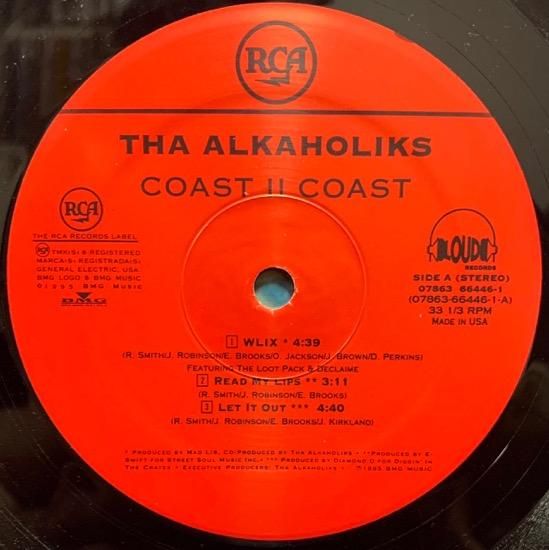 RCA
THA ALKAHOLIKS
COAST II COAST
RCA
THE RCA RECORDS LABEL
RCA TMK(S) ® REGISTERED
MARCA(S) REGISTRADA(S)
GENERAL ELECTRIC, USA
BMG LOGO ® BMG MUSIC
©1995 BMG MUSIC
BMG
LOUD
RECORDS
SIDE A (STEREO)
07863 66446-1
(07863-66446-1-A)
33 1/3 RPM
MADE IN USA
1 WLIX * 4:39
(R. SMITH/J. ROBINSON/E. BROOKS/O. JACKSON/J. BROWN/D. PERKINS)
FEATURING THE LOOT PACK & DECLAIME
2 READ MY LIPS ** 3:11
(R. SMITH/J. ROBINSON/E. BROOKS)
3 LET IT OUT *** 4:40
(R. SMITH/J. ROBINSON/E. BROOKS/J. KIRKLAND)
* PRODUCED BY MAD LIB, CO-PRODUCED BY THA ALKAHOLIKS • **PRODUCED BY E-
SWIFT FOR STREET SOUL MUSIC INC. • *** PRODUCED BY DIAMOND D FOR DIGGIN' IN
THE CRATES • EXECUTIVE PRODUCERS: THA ALKAHOLIKS • ℗ ©1995 BMG MUSIC